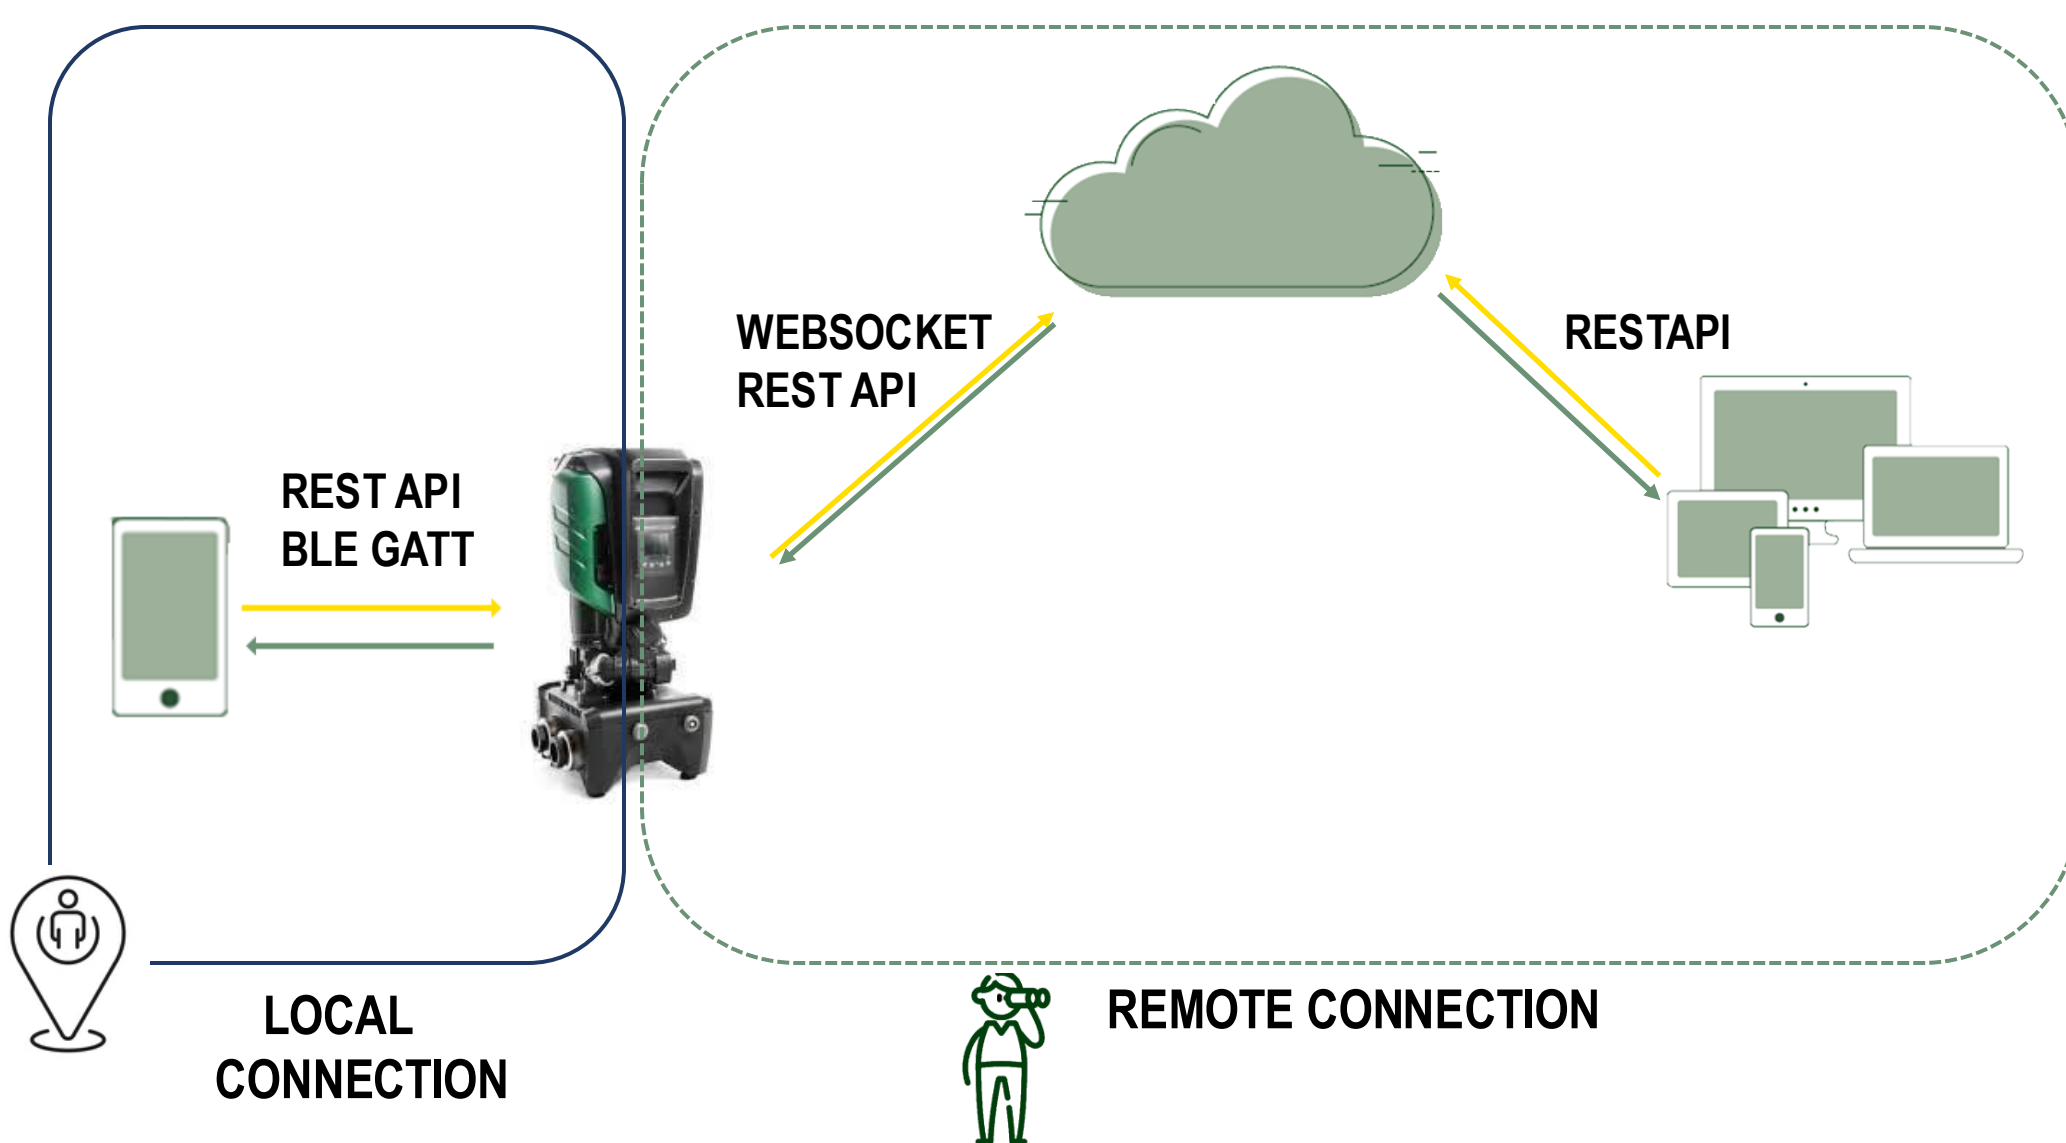 WEBSOCKET
REST API
RESTAPI
REST API
BLE GATT
LOCAL
CONNECTION
REMOTE CONNECTION